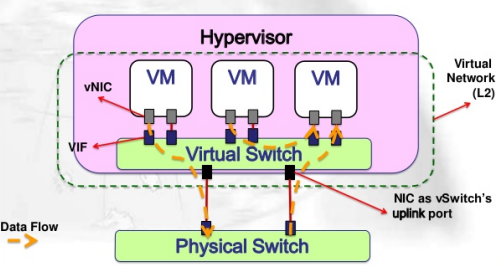 Hypervisor
Virtual
Network
(L2)
VM
VM
VM
vNIC
VIF
Virtual Switch
NIC as vSwitch's
uplink port
Data Flow
Physical Switch